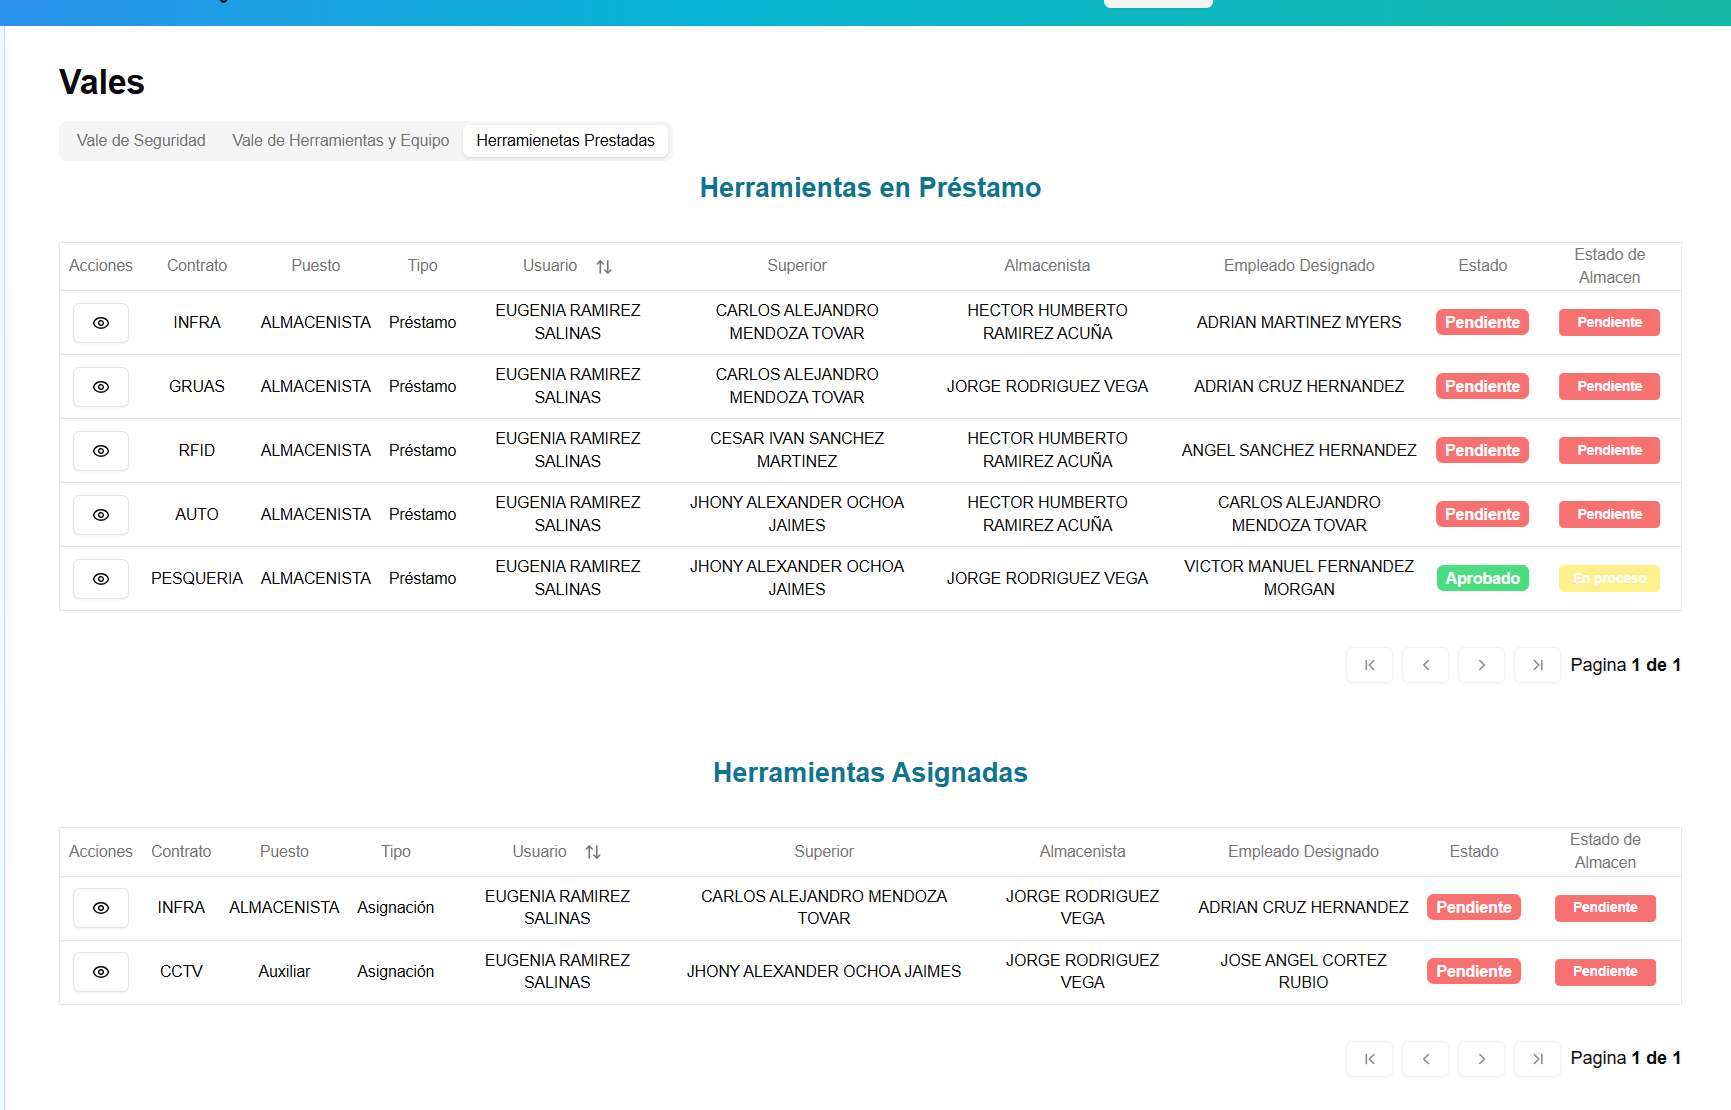 Vales
Vale de Seguridad Vale de Herramientas y Equipo Herramienetas Prestadas
Herramientas en Préstamo
Acciones Contrato Puesto Tipo Usuario Superior Almacenista Empleado Designado Estado Estado de Almacen
INFRA ALMACENISTA Préstamo EUGENIA RAMIREZ SALINAS CARLOS ALEJANDRO MENDOZA TOVAR HECTOR HUMBERTO RAMIREZ ACUÑA ADRIAN MARTINEZ MYERS Pendiente Pendiente
GRUAS ALMACENISTA Préstamo EUGENIA RAMIREZ SALINAS CARLOS ALEJANDRO MENDOZA TOVAR JORGE RODRIGUEZ VEGA ADRIAN CRUZ HERNANDEZ Pendiente Pendiente
RFID ALMACENISTA Préstamo EUGENIA RAMIREZ SALINAS CESAR IVAN SANCHEZ MARTINEZ HECTOR HUMBERTO RAMIREZ ACUÑA ANGEL SANCHEZ HERNANDEZ Pendiente Pendiente
AUTO ALMACENISTA Préstamo EUGENIA RAMIREZ SALINAS JHONY ALEXANDER OCHOA JAIMES HECTOR HUMBERTO RAMIREZ ACUÑA CARLOS ALEJANDRO MENDOZA TOVAR Pendiente Pendiente
PESQUERIA ALMACENISTA Préstamo EUGENIA RAMIREZ SALINAS JHONY ALEXANDER OCHOA JAIMES JORGE RODRIGUEZ VEGA VICTOR MANUEL FERNANDEZ MORGAN Aprobado En proceso
Pagina 1 de 1
Herramientas Asignadas
Acciones Contrato Puesto Tipo Usuario Superior Almacenista Empleado Designado Estado Estado de Almacen
INFRA ALMACENISTA Asignación EUGENIA RAMIREZ SALINAS CARLOS ALEJANDRO MENDOZA TOVAR JORGE RODRIGUEZ VEGA ADRIAN CRUZ HERNANDEZ Pendiente Pendiente
CCTV Auxiliar Asignación EUGENIA RAMIREZ SALINAS JHONY ALEXANDER OCHOA JAIMES JORGE RODRIGUEZ VEGA JOSE ANGEL CORTEZ RUBIO Pendiente Pendiente
Pagina 1 de 1